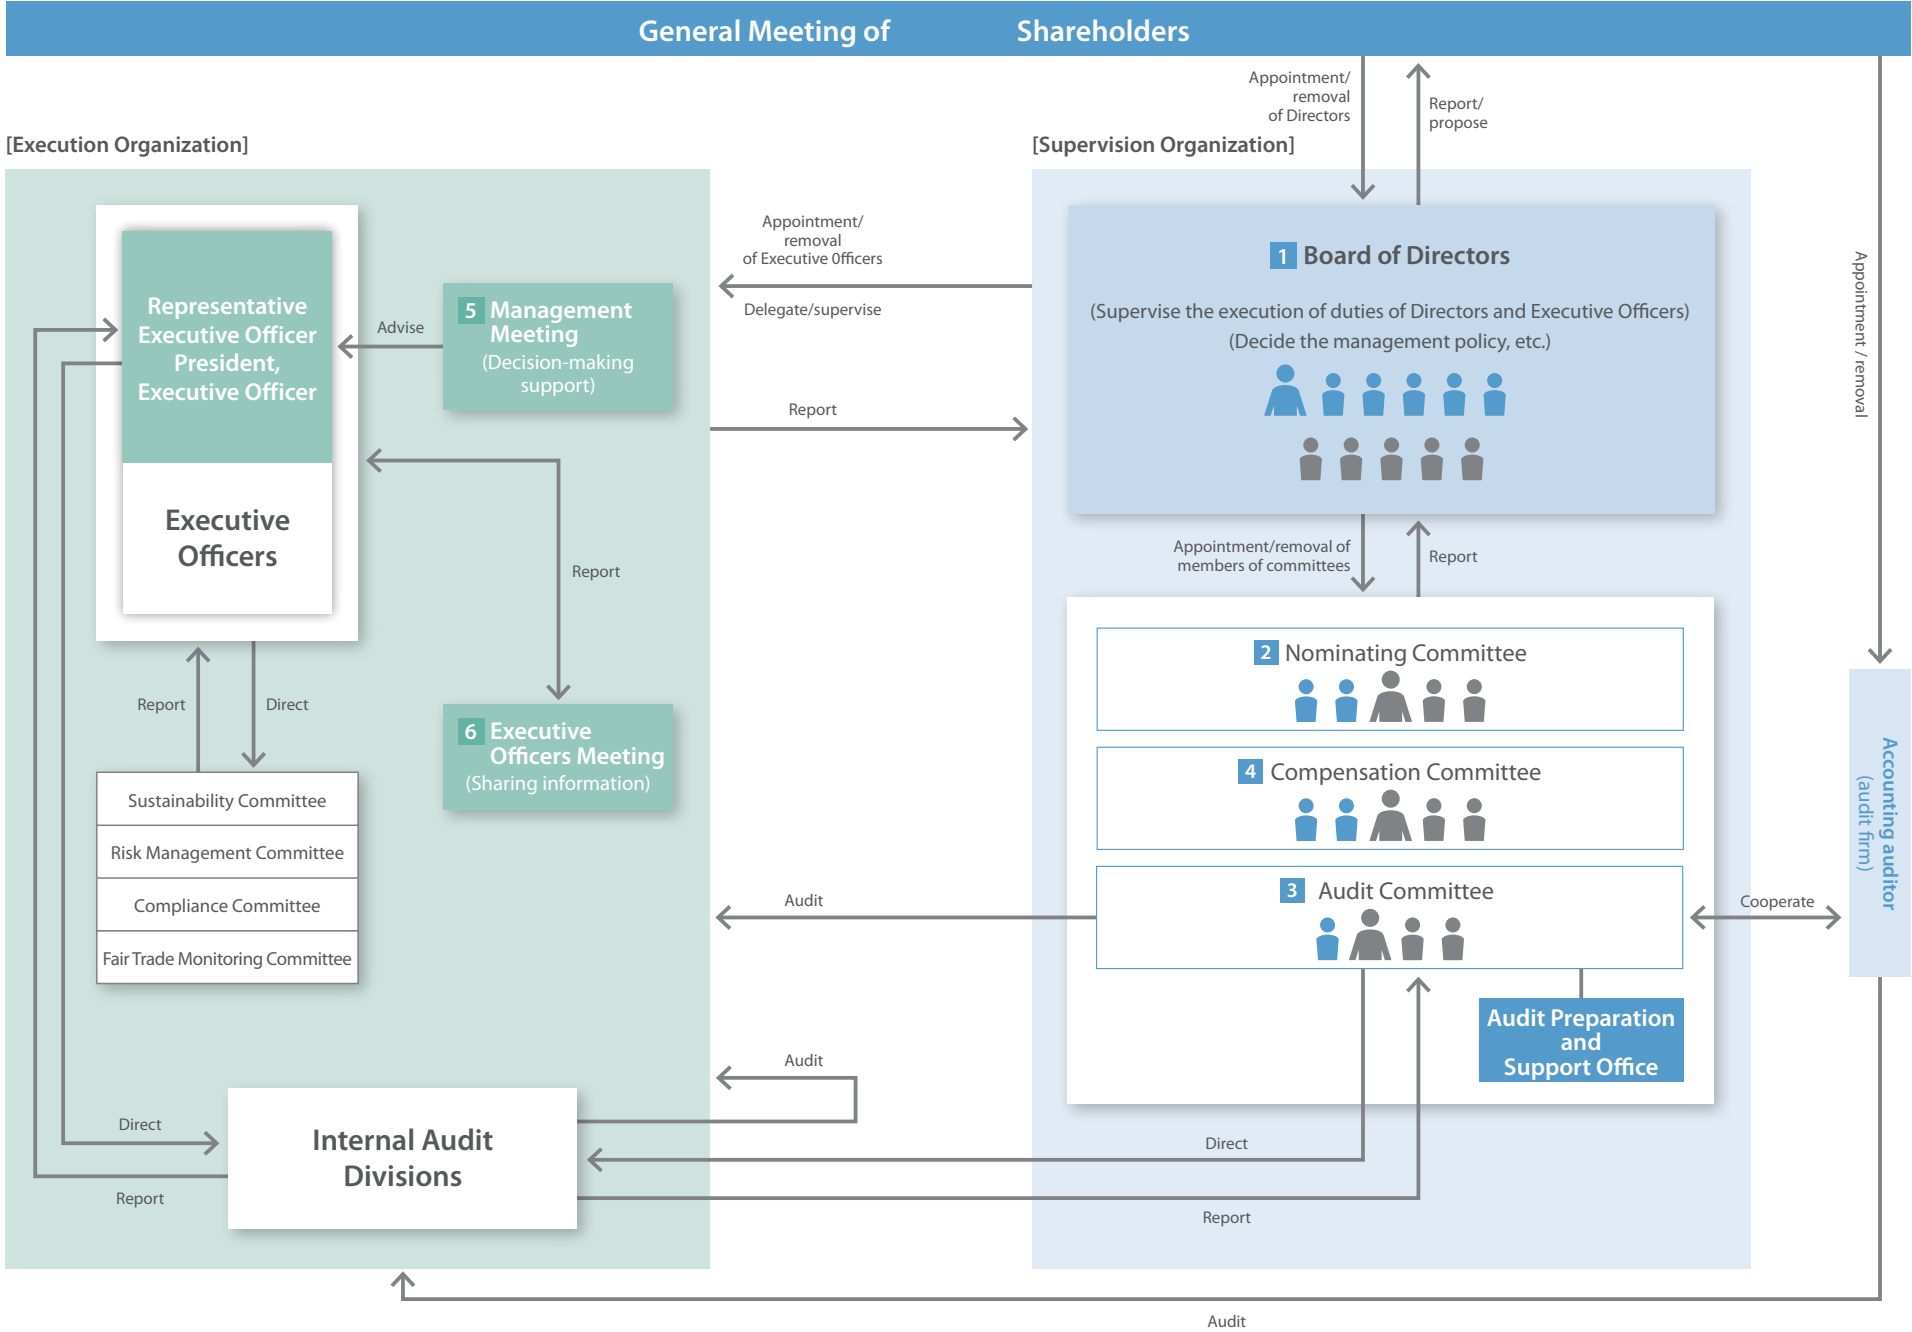 General Meeting of Shareholders
Appointment/
removal
of Directors
Report/
propose
[Execution Organization]
[Supervision Organization]
Representative
Executive Officer
President,
Executive Officer
Executive
Officers
Advise
5 Management
Meeting
(Decision-making
support)
Appointment/
removal
of Executive 0fficers
Delegate/supervise
Report
1 Board of Directors
(Supervise the execution of duties of Directors and Executive Officers)
(Decide the management policy, etc.)
Appointment / removal
Report
Appointment/removal of
members of committees
Report
2 Nominating Committee
4 Compensation Committee
3 Audit Committee
Audit Preparation
and
Support Office
Cooperate
Accounting auditor
(audit firm)
Report
Direct
6 Executive
Officers Meeting
(Sharing information)
Sustainability Committee
Risk Management Committee
Compliance Committee
Fair Trade Monitoring Committee
Audit
Audit
Direct
Internal Audit
Divisions
Report
Direct
Report
Audit